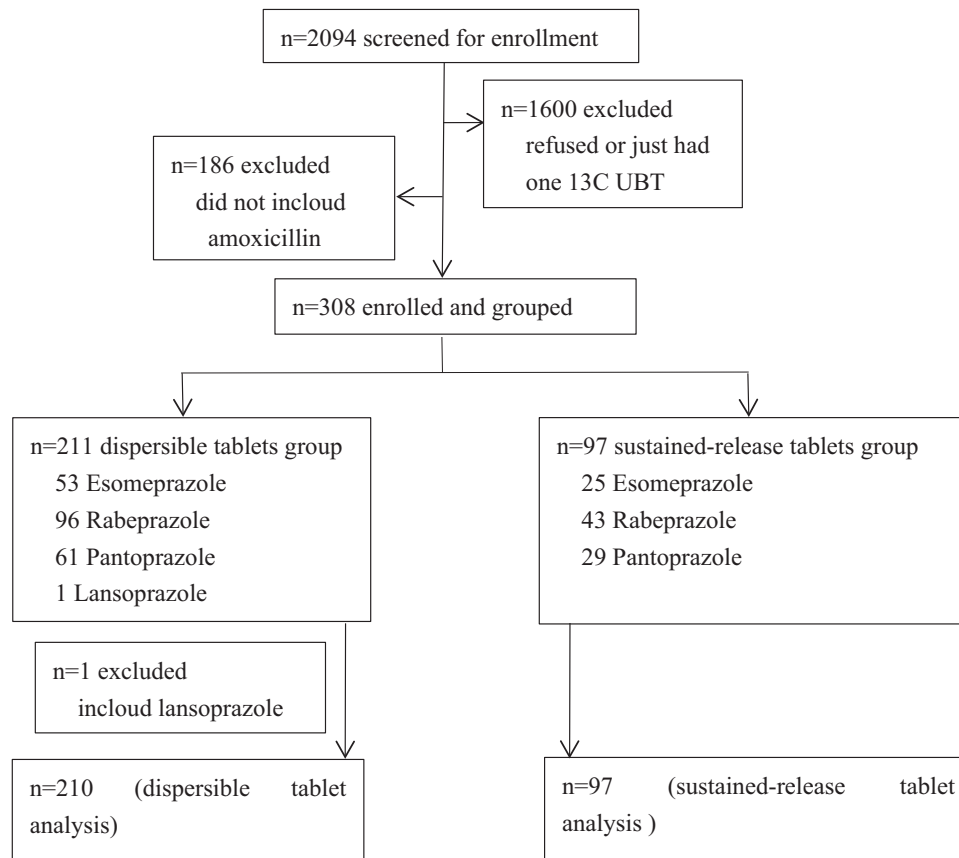 n=2094 screened for enrollment
n=1600 excluded
refused or just had
one 13C UBT
n=186 excluded
did not incloud
amoxicillin
n=308 enrolled and grouped
n=211 dispersible tablets group
53 Esomeprazole
96 Rabeprazole
61 Pantoprazole
1 Lansoprazole
n=97 sustained-release tablets group
25 Esomeprazole
43 Rabeprazole
29 Pantoprazole
n=1 excluded
incloud lansoprazole
n=210 (dispersible tablet
analysis)
n=97 (sustained-release tablet
analysis )